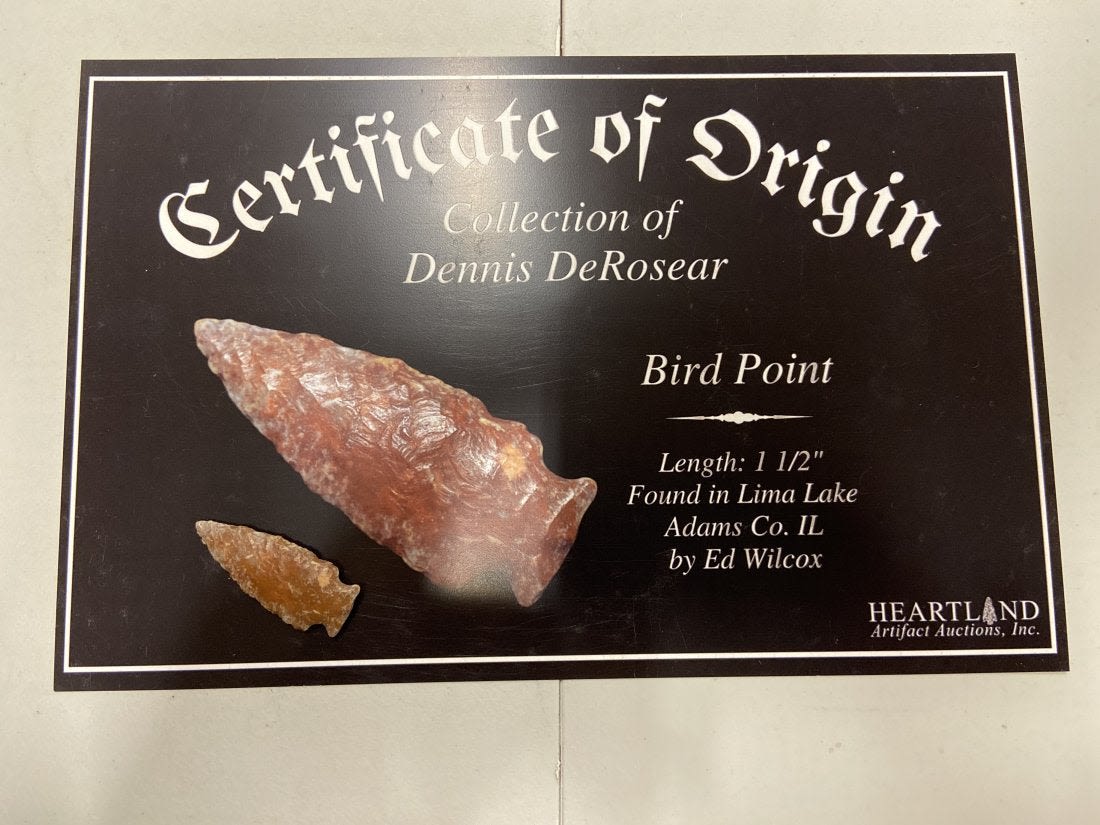 Certificate of Origin
Collection of
Dennis DeRosear
Bird Point
Length: 1 1/2"
Found in Lima Lake
Adams Co. IL
by Ed Wilcox
HEARTLAND
Artifact Auctions, Inc.